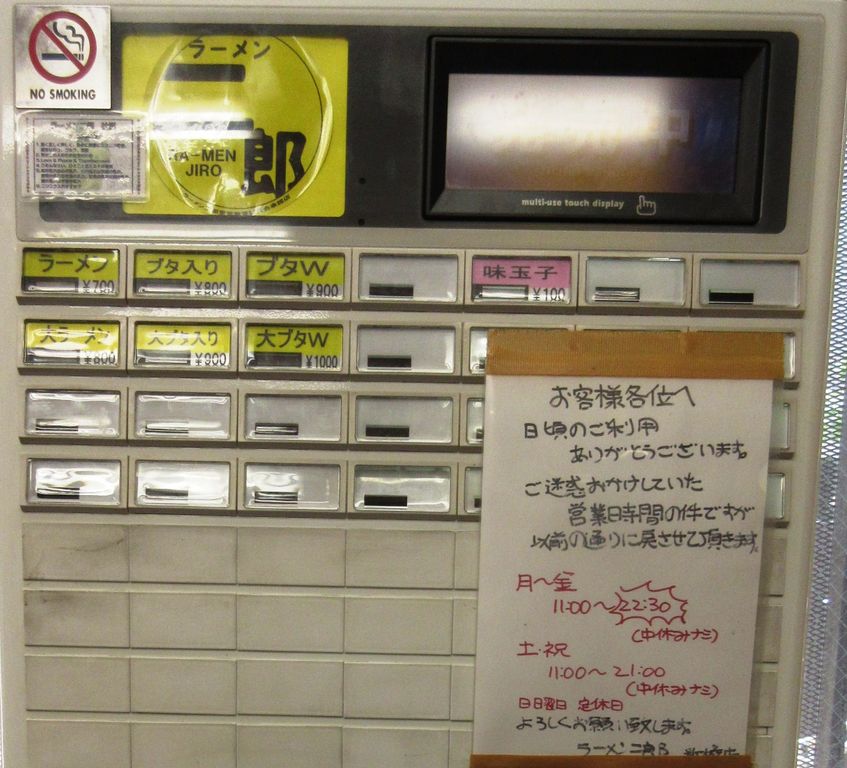 NO SMOKING
ラーメン
二郎
RA-MEN
JIRO
中
multi-use touch display
ラーメン ¥700
ブタ入り ¥800
ブタW ¥900
味玉子 ¥100
大ラーメン ¥800
大ブタ入り ¥900
大ブタW ¥1000
お客様各位へ
日頃のご利用
ありがとうございます。
ご迷惑おかけしていた
営業時間の件ですが
以前の通りに戻させて頂きます。
月〜金
11:00〜22:30
(中休みナシ)
土・祝
11:00〜21:00
(中休みナシ)
日曜日 定休日
よろしくお願い致します。
ラーメン二郎